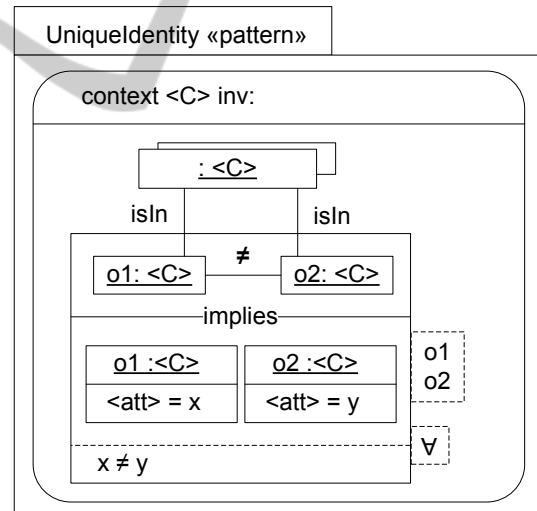 UniqueIdentity «pattern»
context <C> inv:
: <C>
isIn isIn
≠
o1: <C> o2: <C>
implies
o1 :<C> o2 :<C>
<att> = x <att> = y
o1
o2
∀
x ≠ y